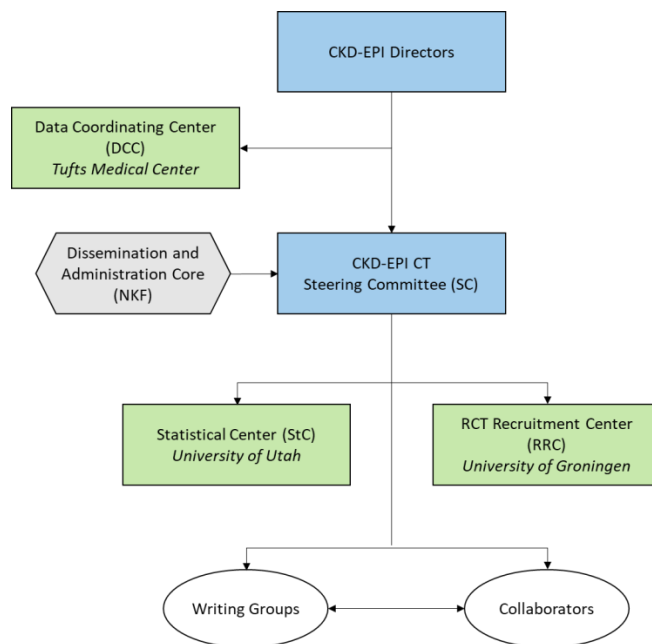 CKD-EPI Directors
Data Coordinating Center
(DCC)
Tufts Medical Center
Dissemination and
Administration Core
(NKF)
CKD-EPI CT
Steering Committee (SC)
Statistical Center (StC)
University of Utah
RCT Recruitment Center
(RRC)
University of Groningen
Writing Groups
Collaborators